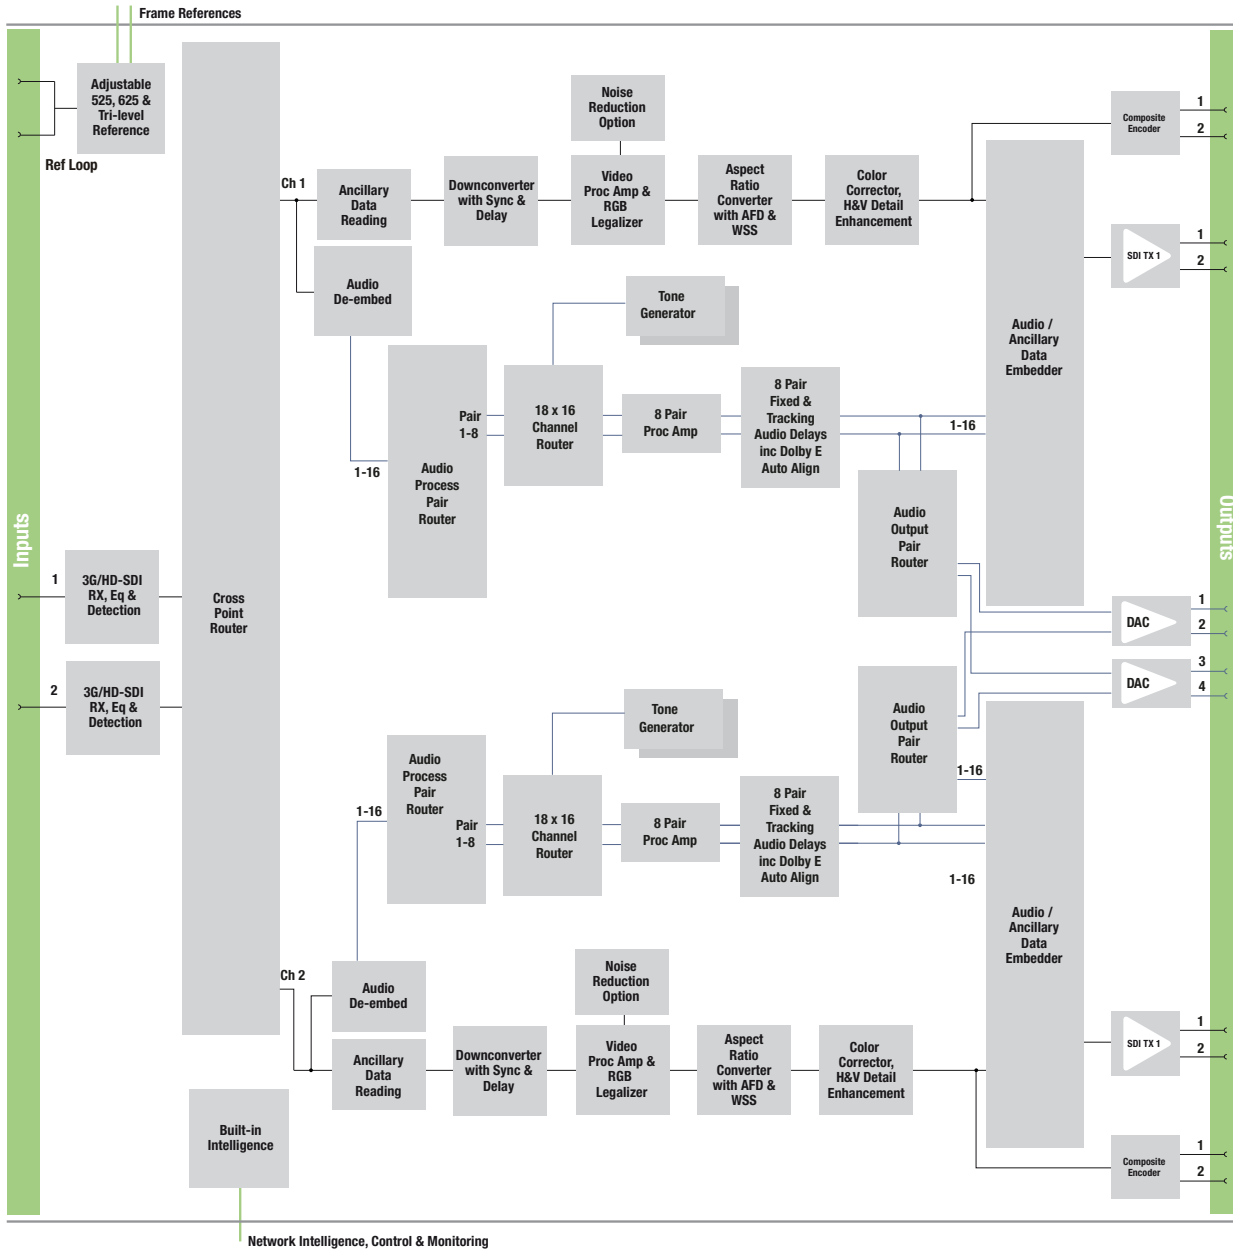 Frame References
Adjustable
525, 625 &
Tri-level
Reference
Ref Loop
Inputs
1
3G/HD-SDI
RX, Eq &
Detection
2
3G/HD-SDI
RX, Eq &
Detection
Cross
Point
Router
Ch 1
Ancillary
Data
Reading
Downconverter
with Sync &
Delay
Noise
Reduction
Option
Video
Proc Amp &
RGB
Legalizer
Aspect
Ratio
Converter
with AFD &
WSS
Color
Corrector,
H&V Detail
Enhancement
Composite
Encoder
1
2
SDI TX 1
1
2
Audio
De-embed
Tone
Generator
1-16
Audio
Process
Pair
Router
Pair
1-8
18 x 16
Channel
Router
8 Pair
Proc Amp
8 Pair
Fixed &
Tracking
Audio Delays
inc Dolby E
Auto Align
1-16
Audio
Output
Pair
Router
Audio /
Ancillary
Data
Embedder
Outputs
DAC
1
2
DAC
3
4
Audio
Output
Pair
Router
1-16
Tone
Generator
1-16
Audio
Process
Pair
Router
Pair
1-8
18 x 16
Channel
Router
8 Pair
Proc Amp
8 Pair
Fixed &
Tracking
Audio Delays
inc Dolby E
Auto Align
1-16
Audio /
Ancillary
Data
Embedder
Ch 2
Audio
De-embed
Ancillary
Data
Reading
Downconverter
with Sync &
Delay
Noise
Reduction
Option
Video
Proc Amp &
RGB
Legalizer
Aspect
Ratio
Converter
with AFD &
WSS
Color
Corrector,
H&V Detail
Enhancement
SDI TX 1
1
2
Composite
Encoder
1
2
Built-in
Intelligence
Network Intelligence, Control & Monitoring